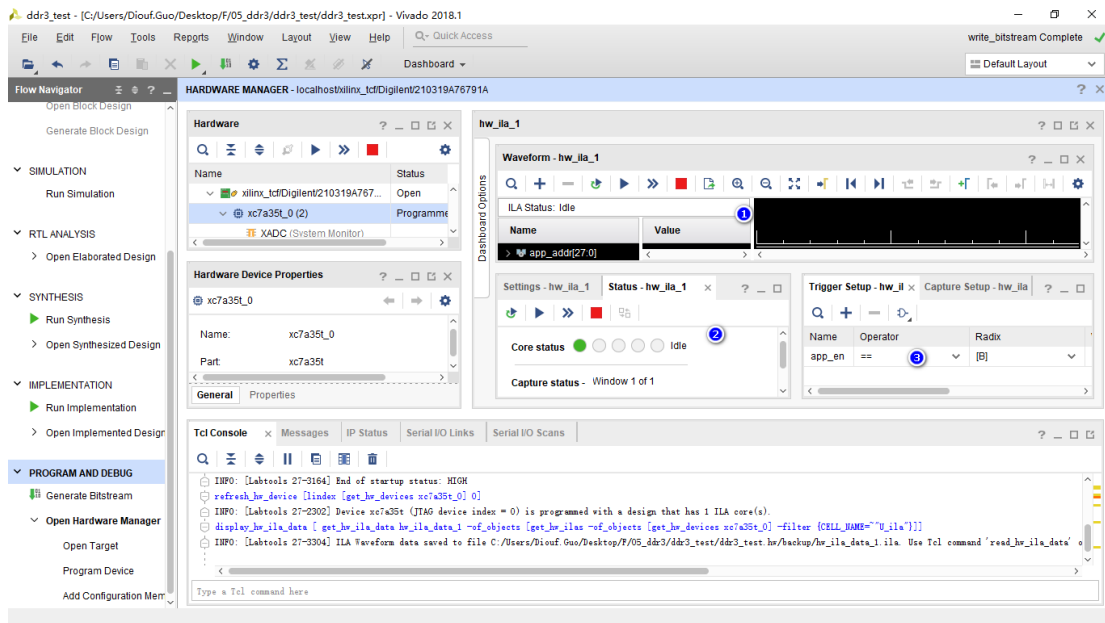 ddr3_test - [C:/Users/Diouf.Guo/Desktop/F/05_ddr3/ddr3_test/ddr3_test.xpr] - Vivado 2018.1
File Edit Flow Tools Reports Window Layout View Help Quick Access
write_bitstream Complete
Dashboard
Default Layout
Flow Navigator
Open Block Design
Generate Block Design
SIMULATION
Run Simulation
RTL ANALYSIS
Open Elaborated Design
SYNTHESIS
Run Synthesis
Open Synthesized Design
IMPLEMENTATION
Run Implementation
Open Implemented Design
PROGRAM AND DEBUG
Generate Bitstream
Open Hardware Manager
Open Target
Program Device
Add Configuration Mem
HARDWARE MANAGER - localhost/xilinx_tcf/Digilent/210319A76791A
Hardware
Name Status
xilinx_tcf/Digilent/210319A767... Open
xc7a35t_0 (2) Programme
XADC (System Monitor)
Hardware Device Properties
xc7a35t_0
Name: xc7a35t_0
Part: xc7a35t
General Properties
hw_ila_1
Dashboard Options
Waveform - hw_ila_1
ILA Status: Idle
1
Name Value
app_addr[27:0]
Settings - hw_ila_1 Status - hw_ila_1
2
Core status Idle
Capture status - Window 1 of 1
Trigger Setup - hw_il Capture Setup - hw_ila
Name Operator Radix
app_en == 3 [B]
Tcl Console Messages IP Status Serial I/O Links Serial I/O Scans
INFO: [Labtools 27-3164] End of startup status: HIGH
refresh_hw_device [lindex [get_hw_devices xc7a35t_0] 0]
INFO: [Labtools 27-2302] Device xc7a35t (JTAG device index = 0) is programmed with a design that has 1 ILA core(s).
display_hw_ila_data [ get_hw_ila_data hw_ila_data_1 -of_objects [get_hw_ilas -of_objects [get_hw_devices xc7a35t_0] -filter {CELL_NAME=~"U_ila"}]]
INFO: [Labtools 27-3304] ILA Waveform data saved to file C:/Users/Diouf.Guo/Desktop/F/05_ddr3/ddr3_test/ddr3_test.hw/backup/hw_ila_data_1.ila. Use Tcl command 'read_hw_ila_data' o
Type a Tcl command here